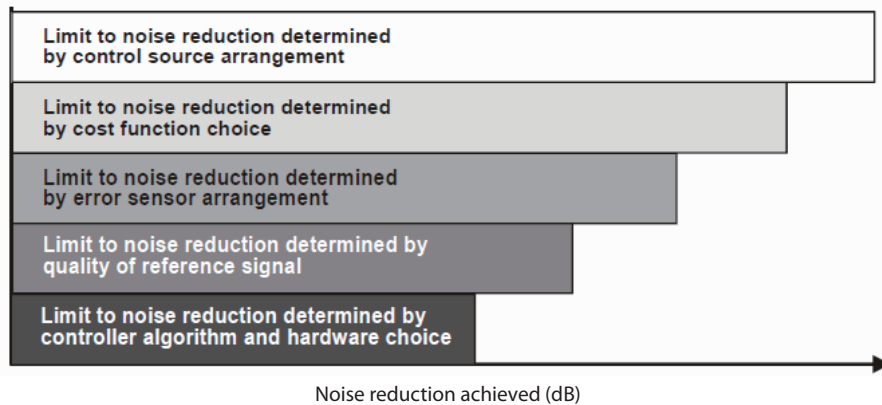 Limit to noise reduction determined
by control source arrangement
Limit to noise reduction determined
by cost function choice
Limit to noise reduction determined
by error sensor arrangement
Limit to noise reduction determined by
quality of reference signal
Limit to noise reduction determined by
controller algorithm and hardware choice
Noise reduction achieved (dB)